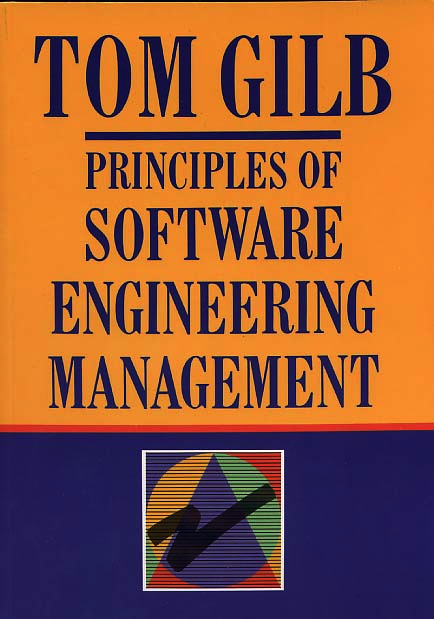 TOM GILB
PRINCIPLES OF
SOFTWARE
ENGINEERING
MANAGEMENT